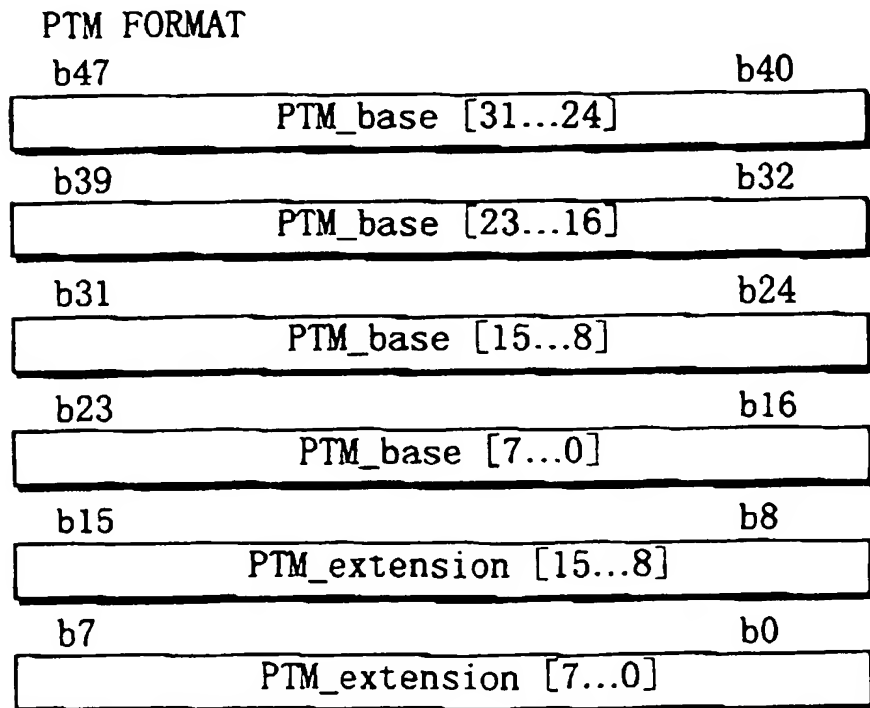 PTM FORMAT
b47 b40
PTM_base [31...24]
b39 b32
PTM_base [23...16]
b31 b24
PTM_base [15...8]
b23 b16
PTM_base [7...0]
b15 b8
PTM_extension [15...8]
b7 b0
PTM_extension [7...0]